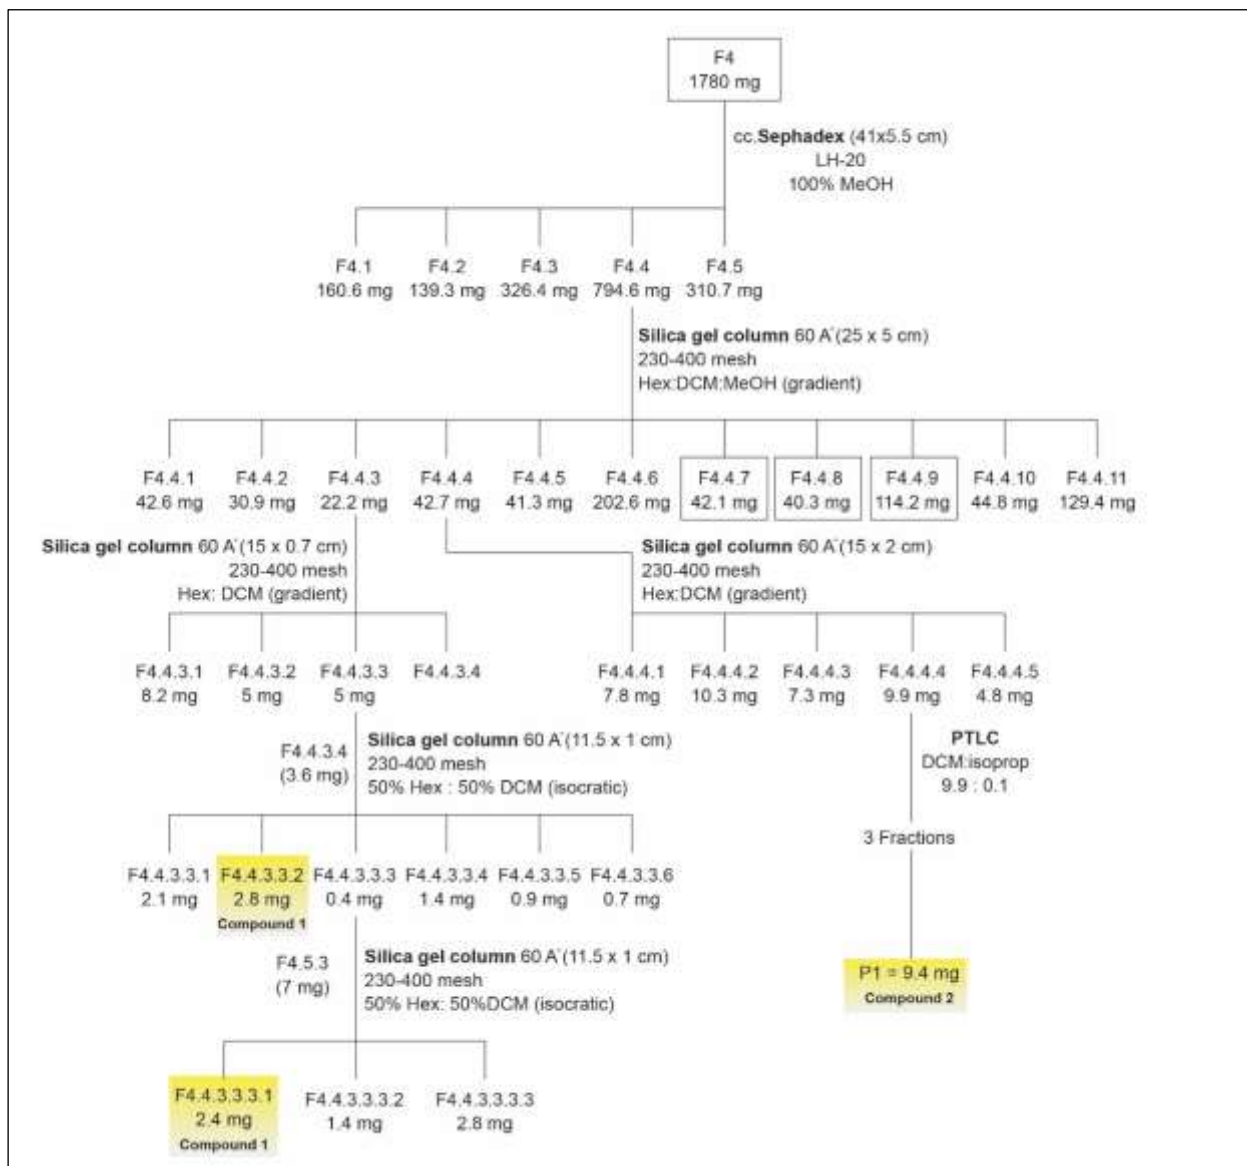 F4
1780 mg
cc.Sephadex (41x5.5 cm)
LH-20
100% MeOH
F4.1 F4.2 F4.3 F4.4 F4.5
160.6 mg 139.3 mg 326.4 mg 794.6 mg 310.7 mg
Silica gel column 60 A°(25 x 5 cm)
230-400 mesh
Hex:DCM:MeOH (gradient)
F4.4.1 F4.4.2 F4.4.3 F4.4.4 F4.4.5 F4.4.6 F4.4.7 F4.4.8 F4.4.9 F4.4.10 F4.4.11
42.6 mg 30.9 mg 22.2 mg 42.7 mg 41.3 mg 202.6 mg 42.1 mg 40.3 mg 114.2 mg 44.8 mg 129.4 mg
Silica gel column 60 A°(15 x 0.7 cm)
230-400 mesh
Hex: DCM (gradient)
Silica gel column 60 A°(15 x 2 cm)
230-400 mesh
Hex:DCM (gradient)
F4.4.3.1 F4.4.3.2 F4.4.3.3 F4.4.3.4
8.2 mg 5 mg 5 mg
F4.4.4.1 F4.4.4.2 F4.4.4.3 F4.4.4.4 F4.4.4.5
7.8 mg 10.3 mg 7.3 mg 9.9 mg 4.8 mg
F4.4.3.4
(3.6 mg)
Silica gel column 60 A°(11.5 x 1 cm)
230-400 mesh
50% Hex : 50% DCM (isocratic)
PTLC
DCM:isoprop
9.9 : 0.1
3 Fractions
F4.4.3.3.1 F4.4.3.3.2 F4.4.3.3.3 F4.4.3.3.4 F4.4.3.3.5 F4.4.3.3.6
2.1 mg 2.8 mg 0.4 mg 1.4 mg 0.9 mg 0.7 mg
Compound 1
F4.5.3
(7 mg)
Silica gel column 60 A°(11.5 x 1 cm)
230-400 mesh
50% Hex: 50%DCM (isocratic)
P1 = 9.4 mg
Compound 2
F4.4.3.3.3.1 F4.4.3.3.3.2 F4.4.3.3.3.3
2.4 mg 1.4 mg 2.8 mg
Compound 1